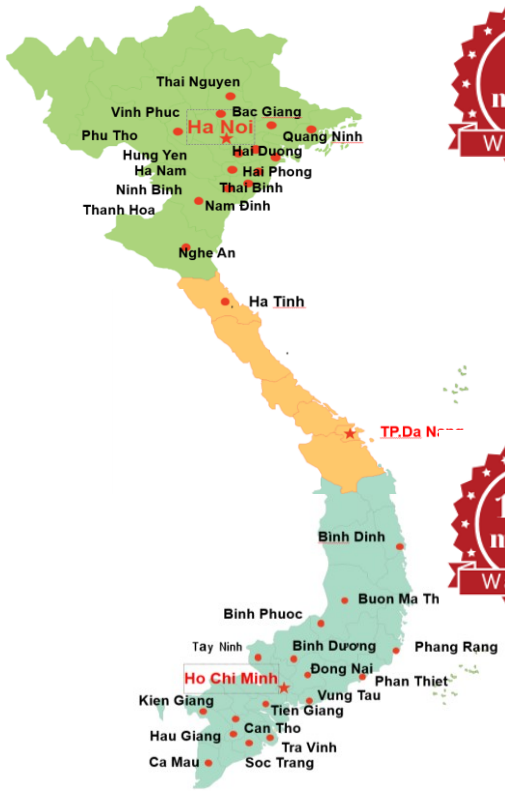 Thai Nguyen
Vinh Phuc
Bac Giang
Ha Noi
Phu Tho
Quang Ninh
Hung Yen
Hai Duong
Ha Nam
Hai Phong
Ninh Binh
Thai Binh
Thanh Hoa
Nam Đinh
Nghe An
Ha Tinh
TP.Da
Bình Dinh
Buon Ma Th
Binh Phuoc
Tay Ninh
Binh Dương
Phang Rạng
Ho Chi Minh
Đong Nai
Phan Thiet
Kien Giang
Vung Tau
Tien Giang
Hau Giang
Can Tho
Tra Vinh
Ca Mau
Soc Trang